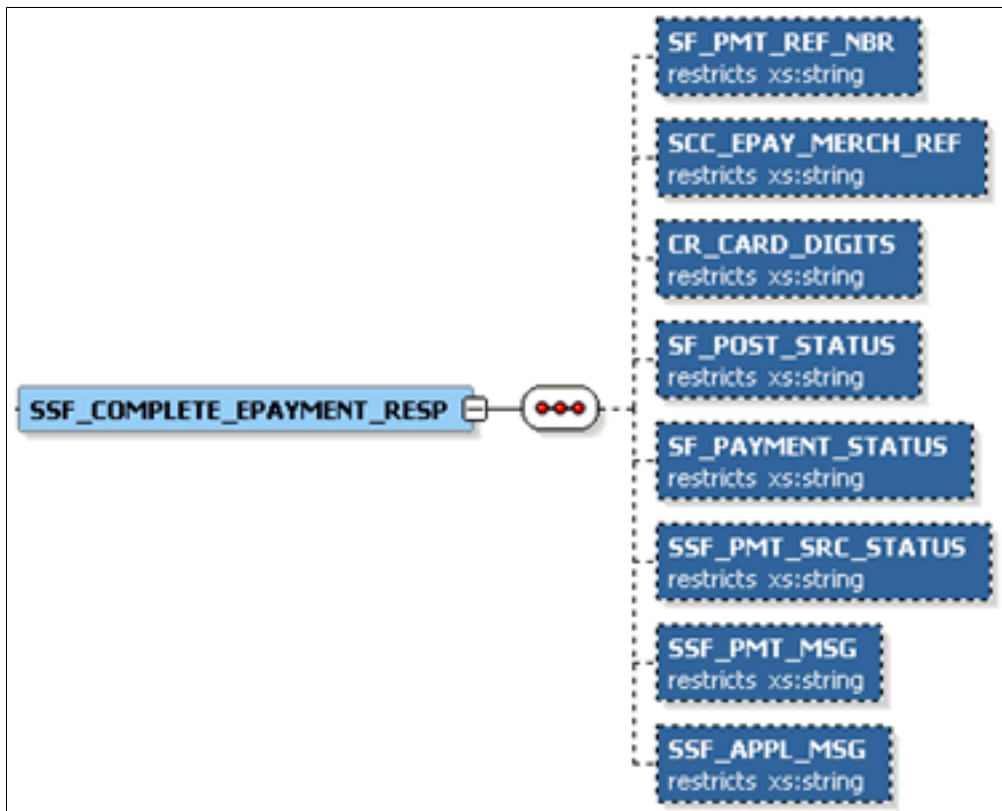 SF_PMT_REF_NBR
restricts xs:string
SCC_EPAY_MERCH_REF
restricts xs:string
CR_CARD_DIGITS
restricts xs:string
SF_POST_STATUS
restricts xs:string
SSF_COMPLETE_EPAYMENT_RESP
SF_PAYMENT_STATUS
restricts xs:string
SSF_PMT_SRC_STATUS
restricts xs:string
SSF_PMT_MSG
restricts xs:string
SSF_APPL_MSG
restricts xs:string